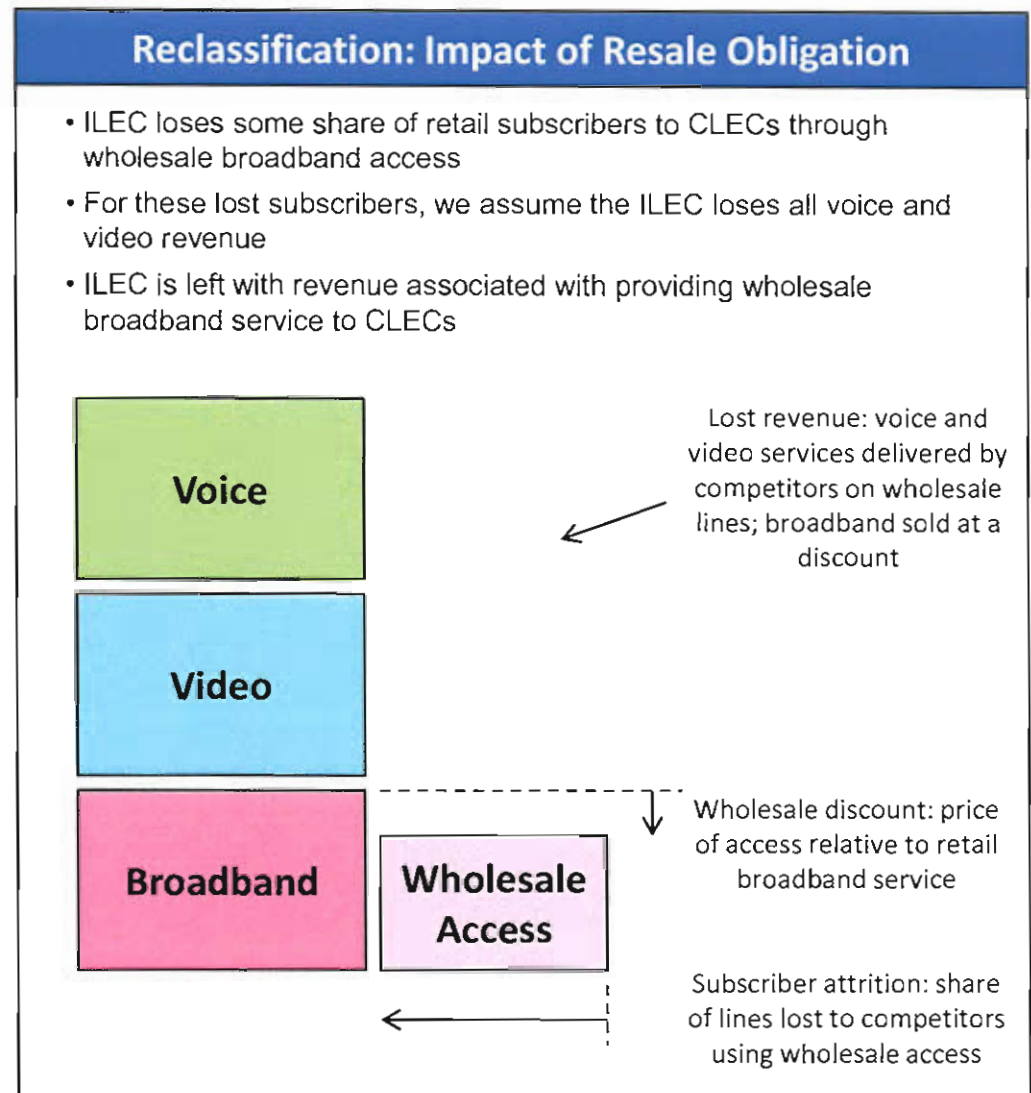 Reclassification: Impact of Resale Obligation
• ILEC loses some share of retail subscribers to CLECs through
wholesale broadband access
• For these lost subscribers, we assume the ILEC loses all voice and
video revenue
• ILEC is left with revenue associated with providing wholesale
broadband service to CLECs
Voice
Lost revenue: voice and
video services delivered by
competitors on wholesale
lines; broadband sold at a
discount
Video
Broadband
Wholesale
Access
Wholesale discount: price
of access relative to retail
broadband service
Subscriber attrition: share
of lines lost to competitors
using wholesale access